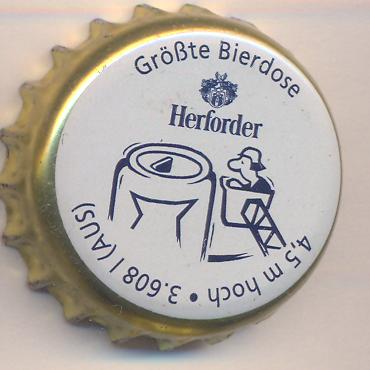 Größte Bierdose
Herforder
4,5 m hoch • 3.608 l (AUS)